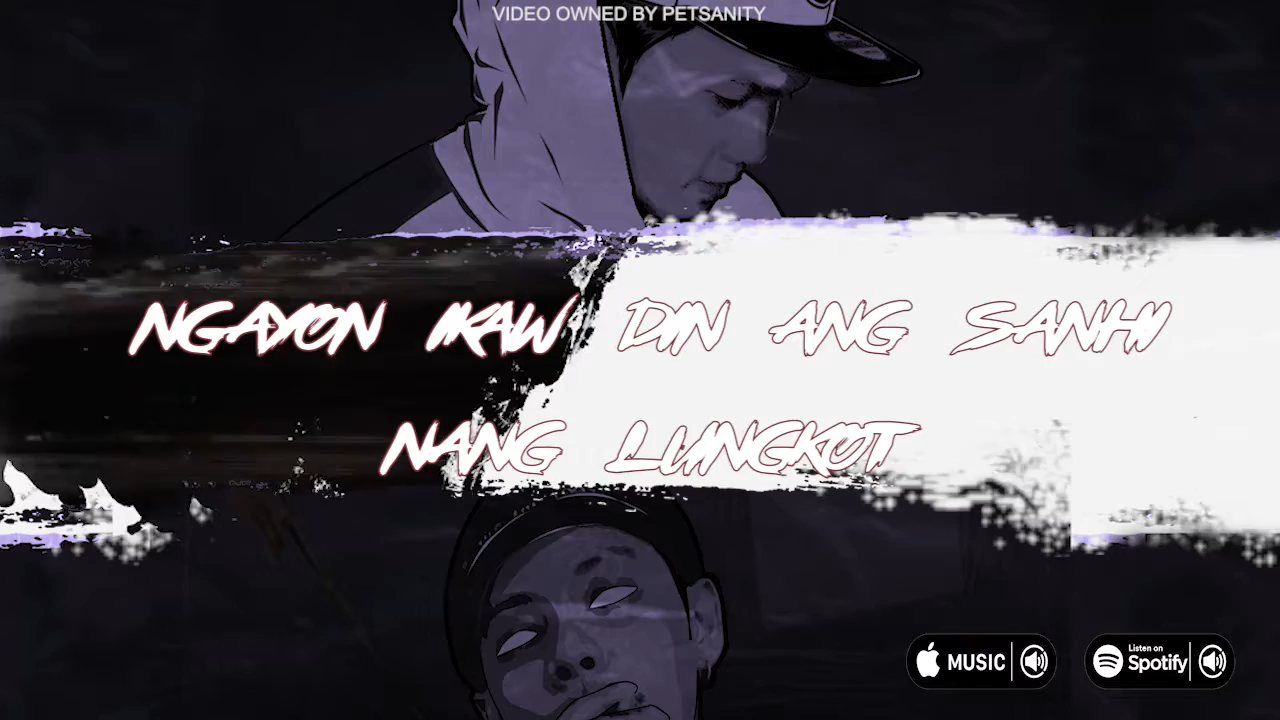 VIDEO OWNED BY PETSANITY
NGAYON IKAW DIN ANG SANHI
NANG LUNGKOT
MUSIC
Listen on
Spotify